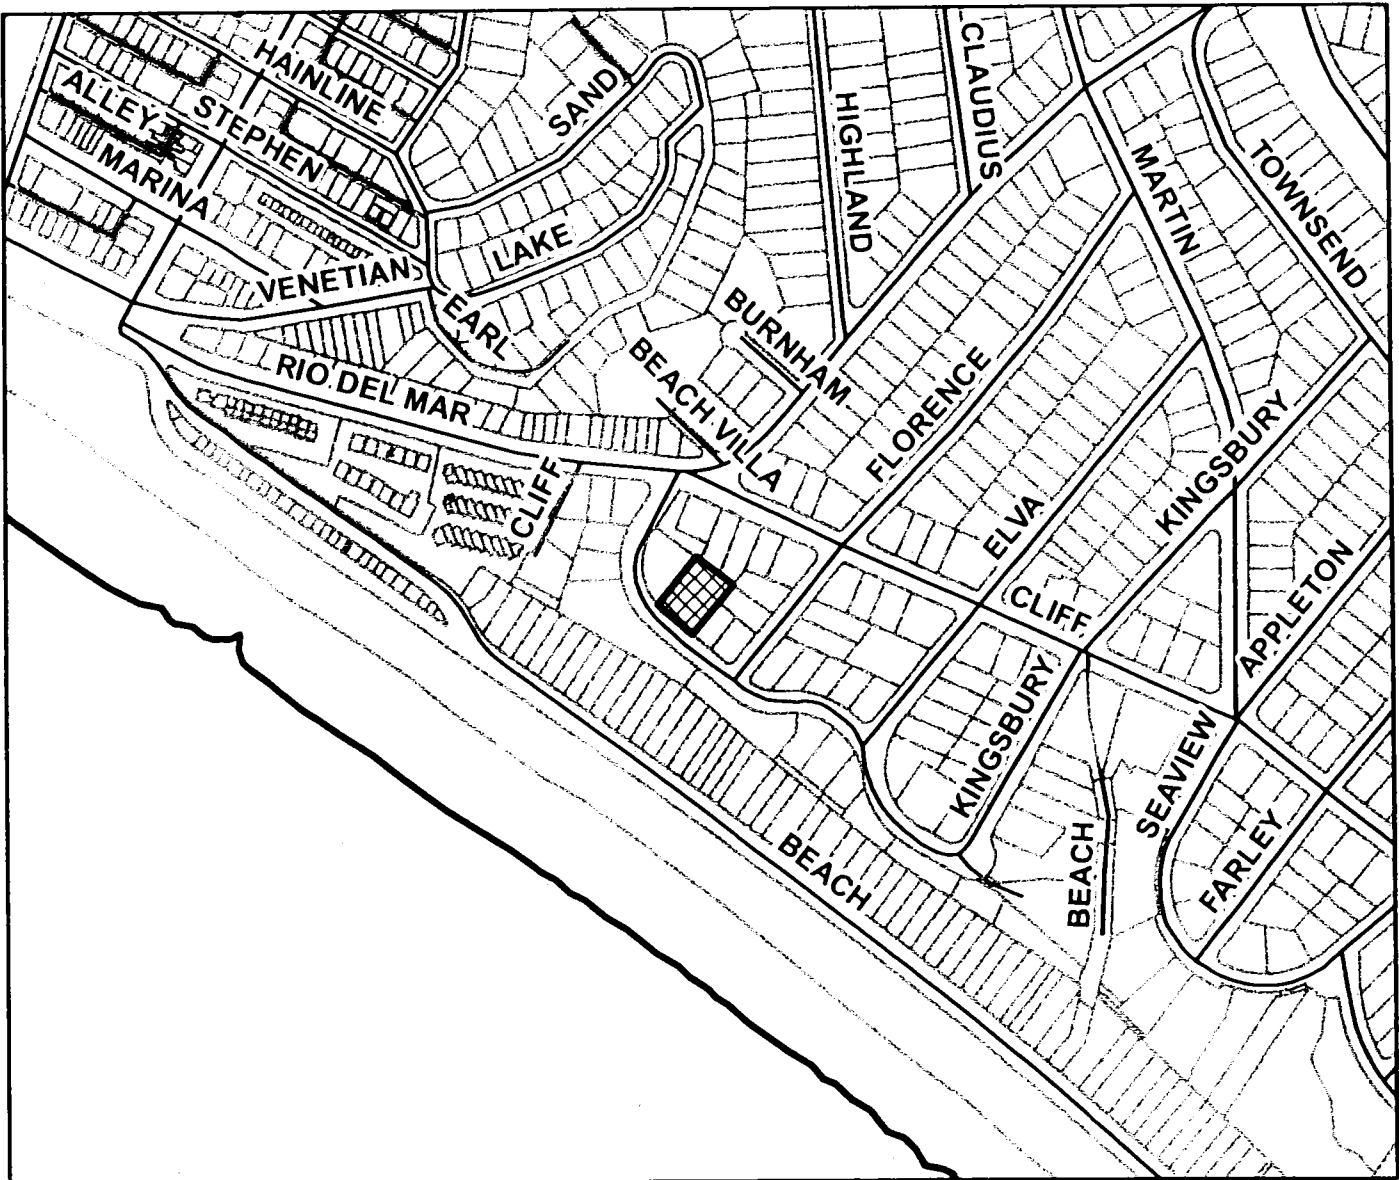 HAINLINE
SAND
CLAUDIUS
ALLEY
STEPHEN
HIGHLAND
MARINA
MARTIN
TOWNSEND
LAKE
VENETIAN
EARL
BURNHAM
BEACH VILLA
RIO DEL MAR
FLORENCE
KINGSBURY
CLIFF
ELVA
APPLETON
CLIFF
KINGSBURY
SEAVIEW
BEACH
BEACH
FARLEY